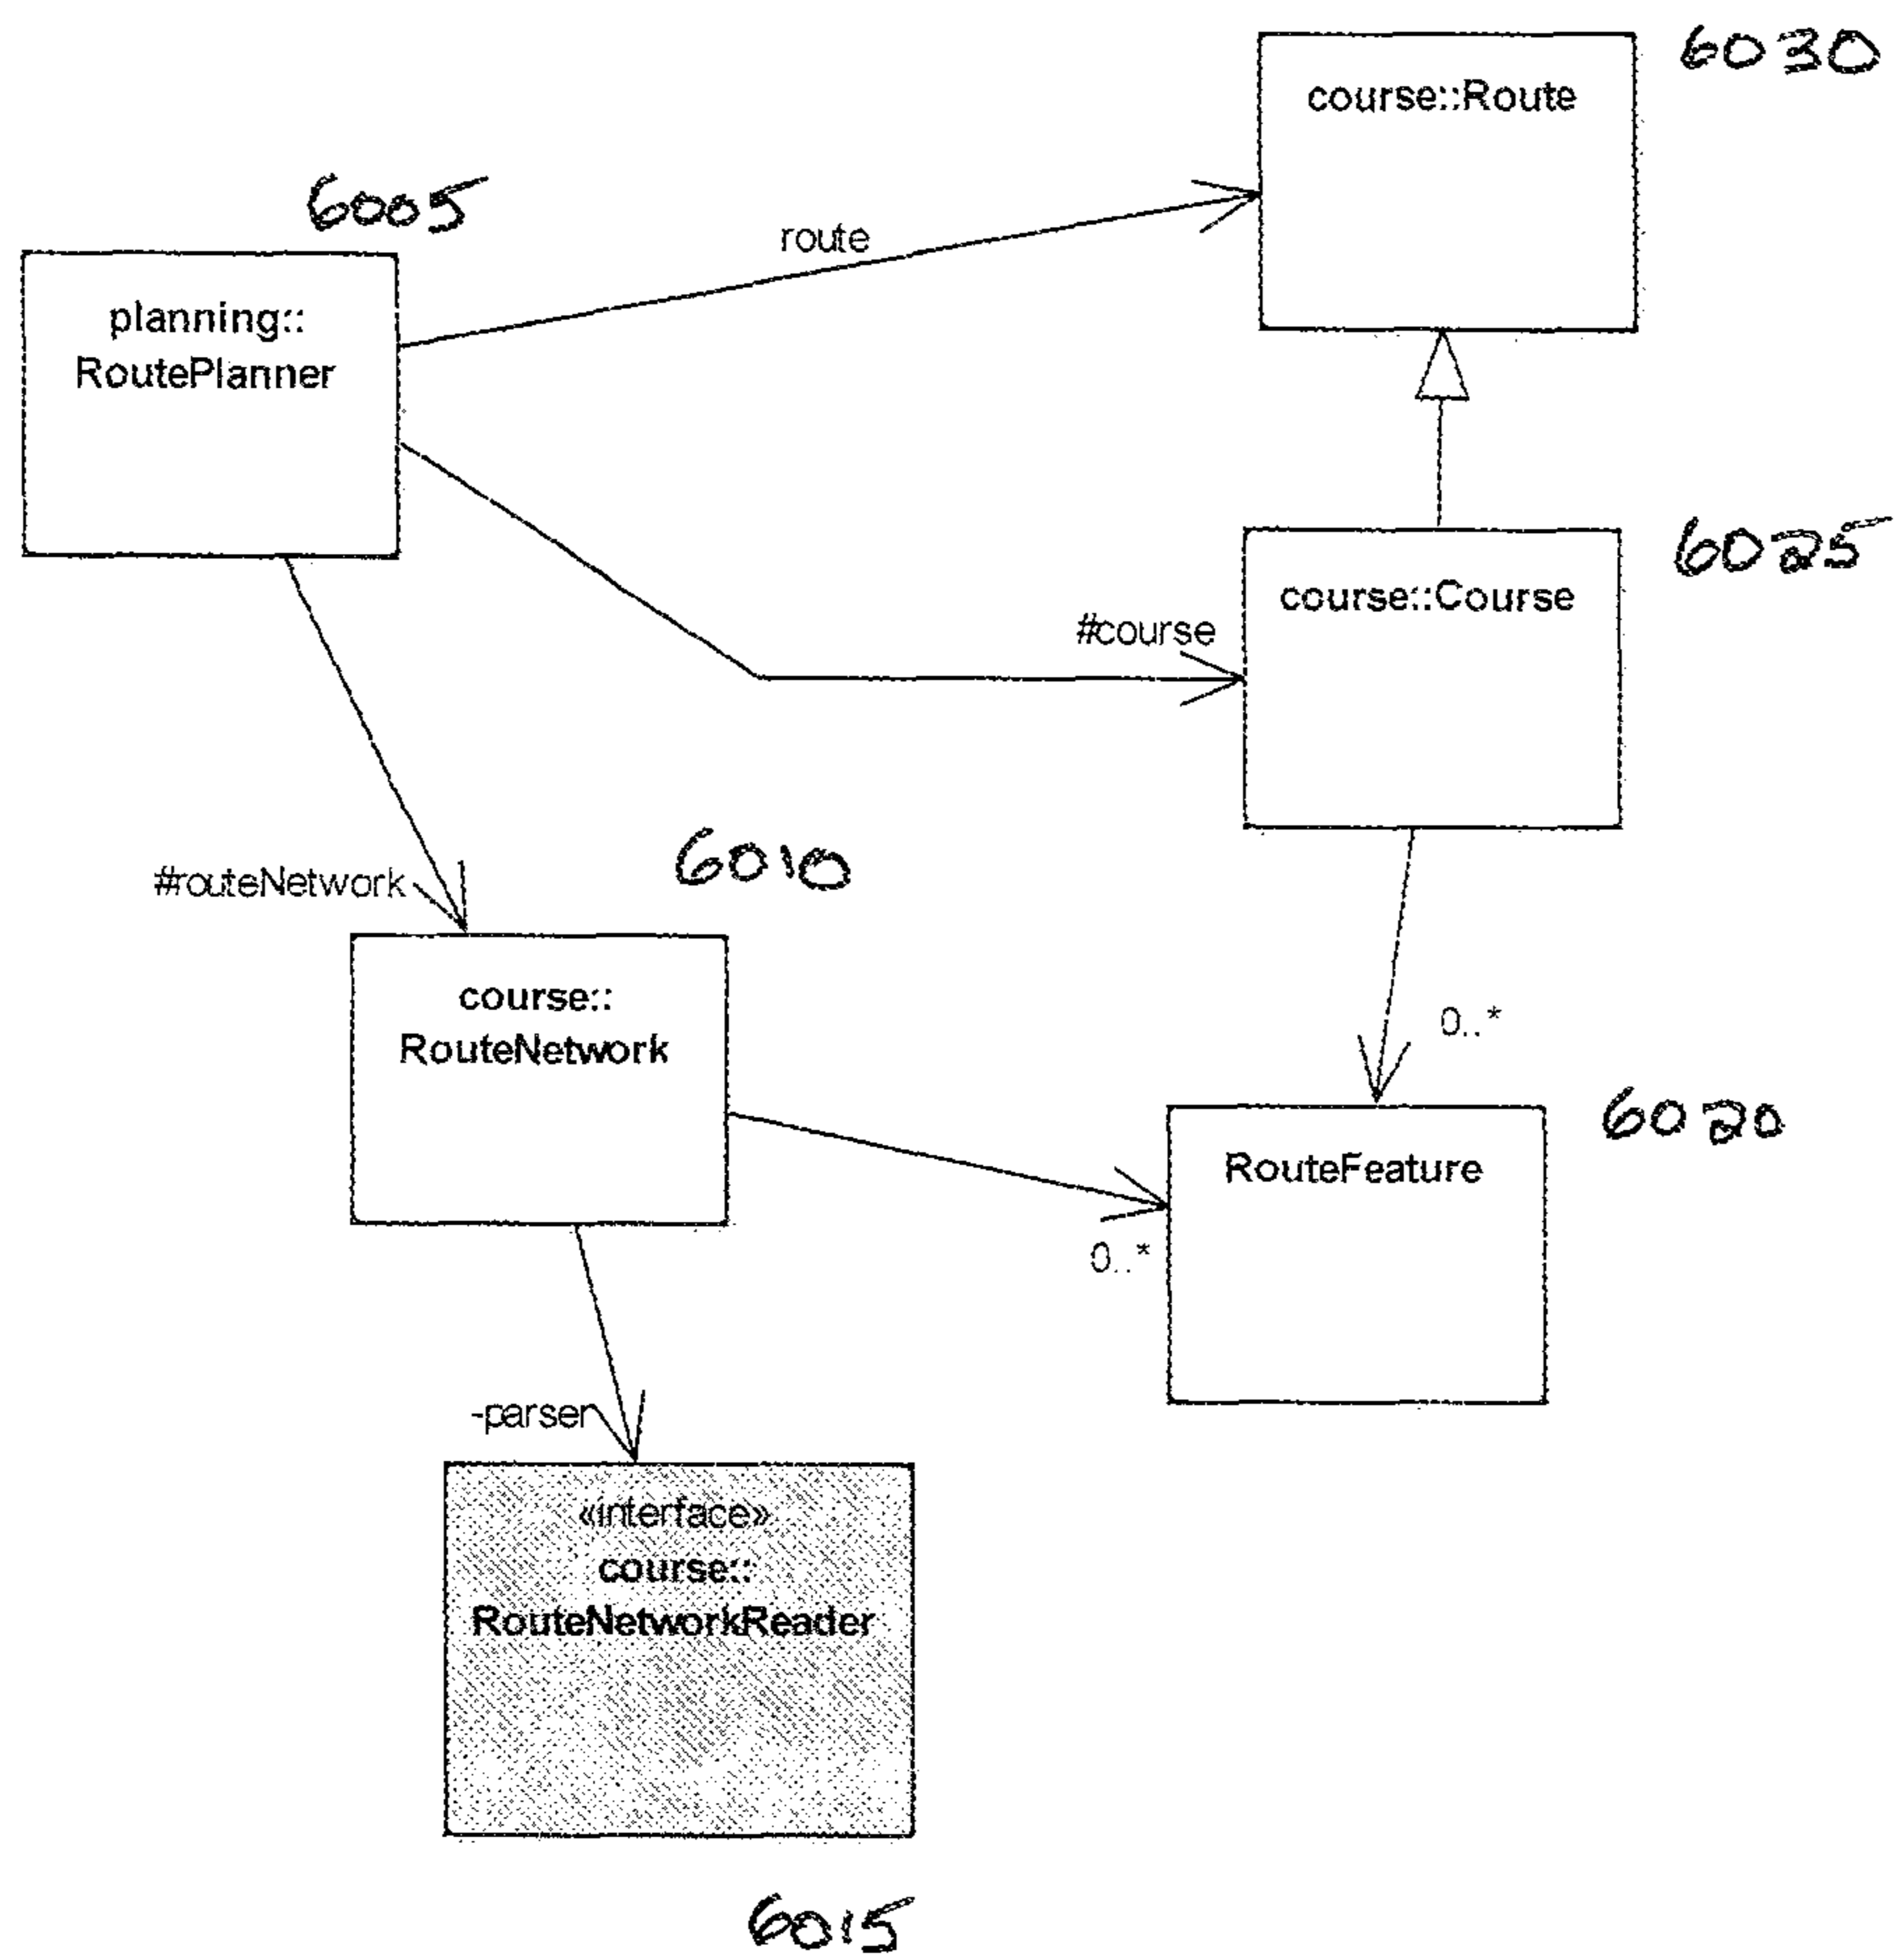 6030
course::Route
6005
route
planning::
RoutePlanner
6025
course::Course
#course
6010
#routeNetwork
course::
RouteNetwork
0..*
6020
RouteFeature
0..*
-parser
«interface»
course::
RouteNetworkReader
6015